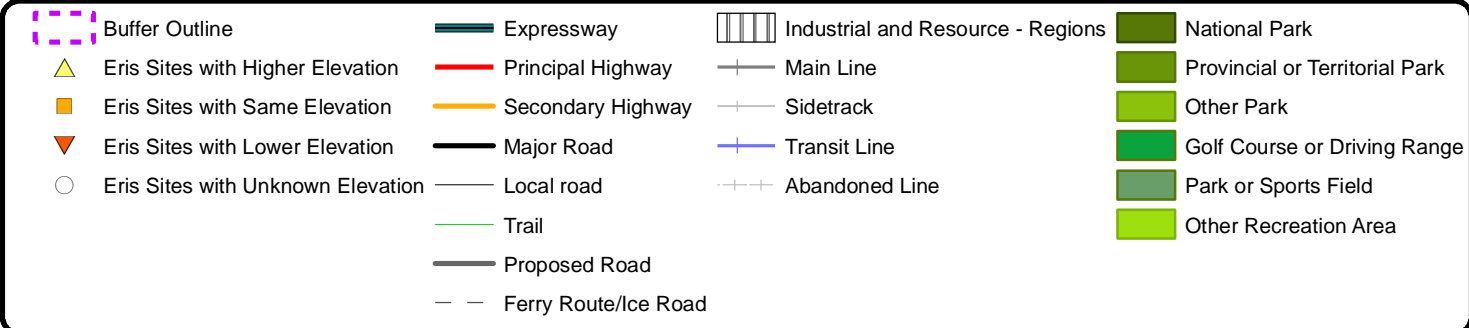 Buffer Outline
Eris Sites with Higher Elevation
Eris Sites with Same Elevation
Eris Sites with Lower Elevation
Eris Sites with Unknown Elevation
Expressway
Principal Highway
Secondary Highway
Major Road
Local road
Trail
Proposed Road
Ferry Route/Ice Road
Industrial and Resource - Regions
Main Line
Sidetrack
Transit Line
Abandoned Line
National Park
Provincial or Territorial Park
Other Park
Golf Course or Driving Range
Park or Sports Field
Other Recreation Area